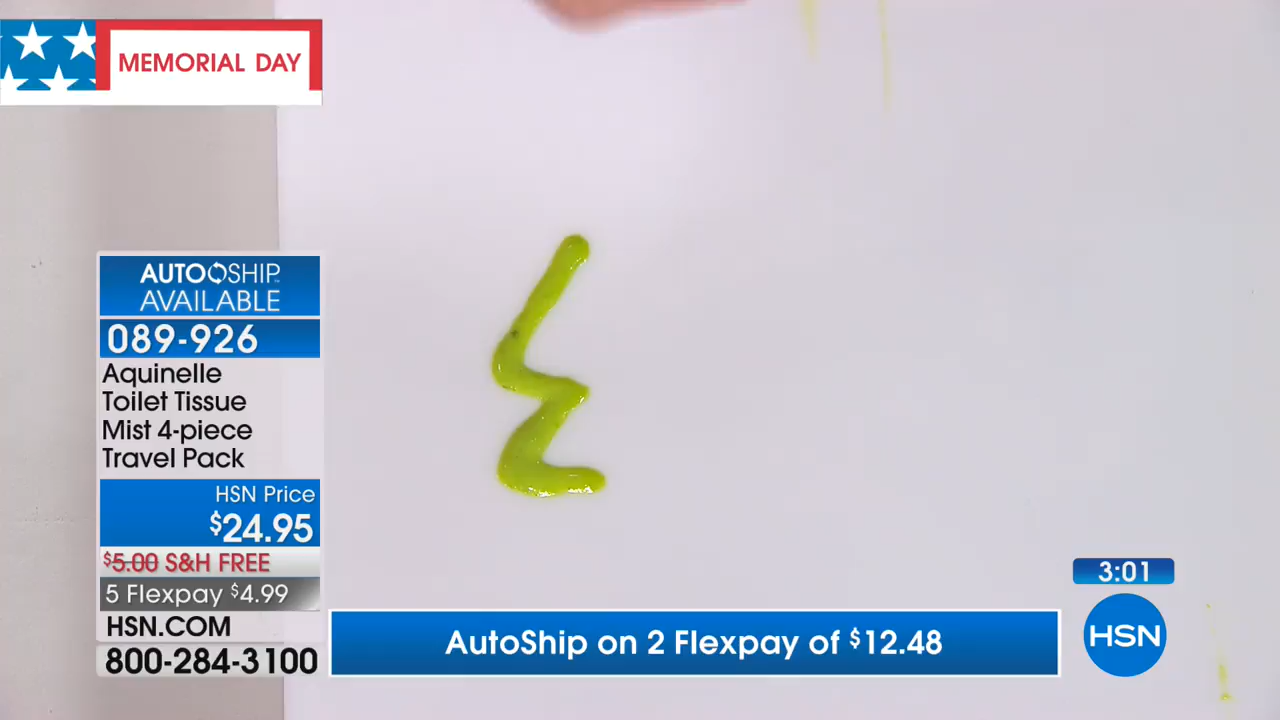 MEMORIAL DAY
AUTO SHIP
AVAILABLE
089-926
Aquinelle
Toilet Tissue
Mist 4-piece
Travel Pack
HSN Price
$24.95
$5.00 S&H FREE
5 Flexpay $4.99
HSN.COM
800-284-3100
AutoShip on 2 Flexpay of $12.48
3:01
HSN